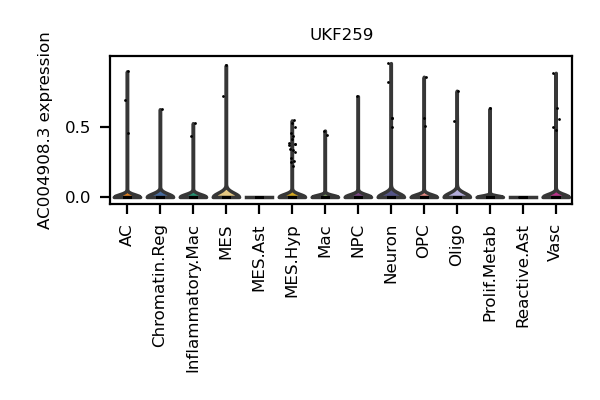 UKF259
AC004908.3 expression
0.5
0.0
AC
Chromatin.Reg
Inflammatory.Mac
MES
MES.Ast
MES.Hyp
Mac
NPC
Neuron
OPC
Oligo
Prolif.Metab
Reactive.Ast
Vasc